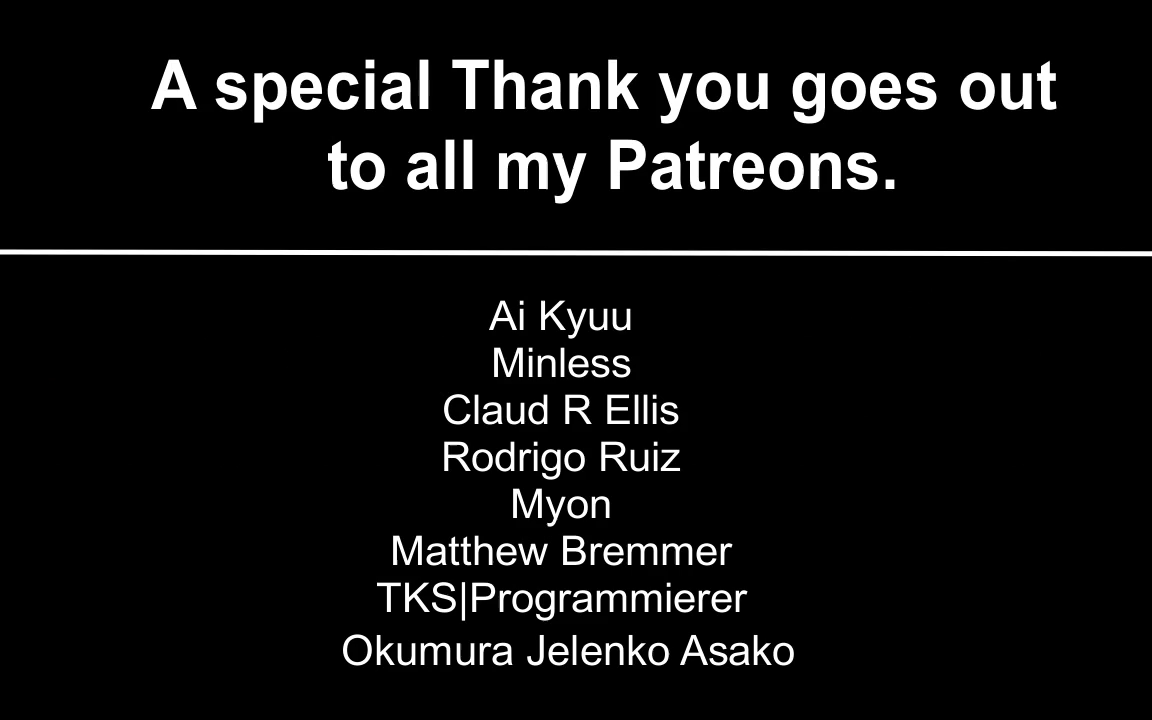 A special Thank you goes out
to all my Patreons.
Ai Kyuu
Minless
Claud R Ellis
Rodrigo Ruiz
Myon
Matthew Bremmer
TKS|Programmierer
Okumura Jelenko Asako